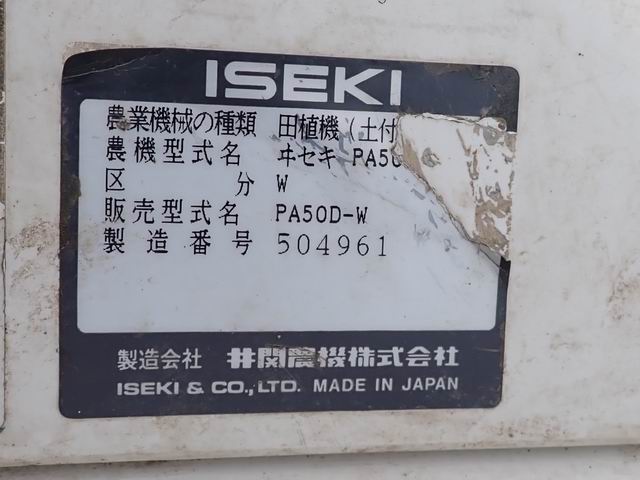 ISEKI
農業機械の種類 田植機(土付
農機型式名 ヰセキ PA50
区分 W
販売型式名 PA50D-W
製造番号 504961
製造会社 井関農機株式会社
ISEKI & CO.,LTD. MADE IN JAPAN